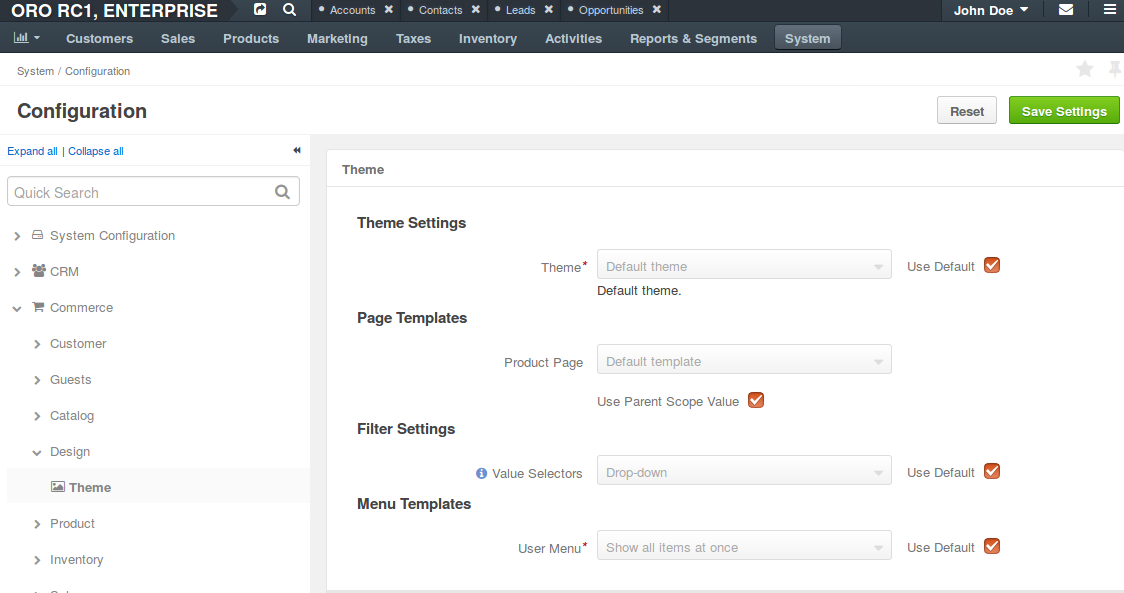 ORO RC1, ENTERPRISE
• Accounts ✖ • Contacts ✖ • Leads ✖ • Opportunities ✖
John Doe
Customers Sales Products Marketing Taxes Inventory Activities Reports & Segments System
System / Configuration
Configuration
Reset Save Settings
Expand all | Collapse all
Quick Search
System Configuration
CRM
Commerce
Customer
Guests
Catalog
Design
Theme
Product
Inventory
Theme
Theme Settings
Theme* Default theme Use Default
Default theme.
Page Templates
Product Page Default template
Use Parent Scope Value
Filter Settings
Value Selectors Drop-down Use Default
Menu Templates
User Menu* Show all items at once Use Default